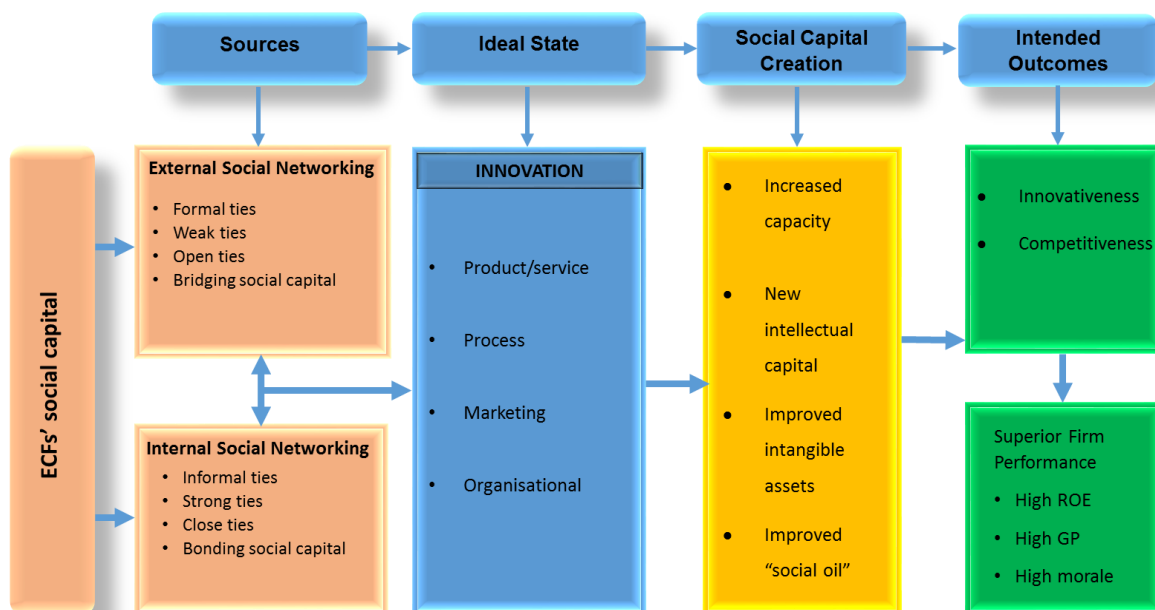 Sources
Ideal State
Social Capital
Creation
Intended
Outcomes
ECFs’ social capital
External Social Networking
• Formal ties
• Weak ties
• Open ties
• Bridging social capital
Internal Social Networking
• Informal ties
• Strong ties
• Close ties
• Bonding social capital
INNOVATION
• Product/service
• Process
• Marketing
• Organisational
● Increased
capacity
● New
intellectual
capital
● Improved
intangible
assets
● Improved
“social oil”
● Innovativeness
● Competitiveness
Superior Firm
Performance
• High ROE
• High GP
• High morale